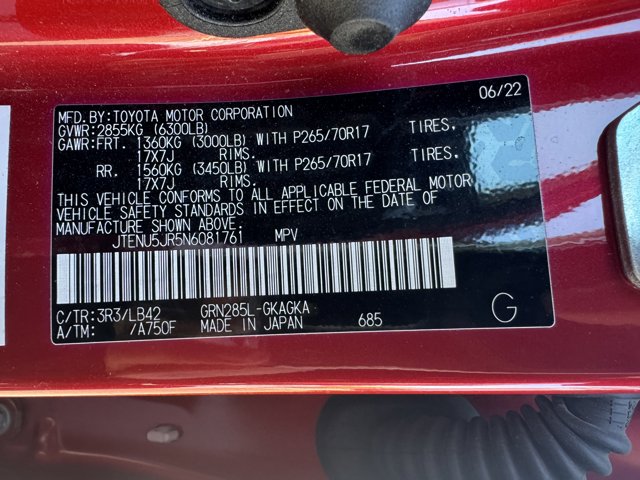 MFD.BY:TOYOTA MOTOR CORPORATION 06/22
GVWR:2855KG (6300LB)
GAWR:FRT. 1360KG (3000LB) WITH P265/70R17 TIRES,
17X7J RIMS.
RR. 1560KG (3450LB) WITH P265/70R17 TIRES,
17X7J RIMS.
THIS VEHICLE CONFORMS TO ALL APPLICABLE FEDERAL MOTOR
VEHICLE SAFETY STANDARDS IN EFFECT ON THE DATE OF
MANUFACTURE SHOWN ABOVE.
JTENU5JR5N6081761 MPV
C/TR:3R3/LB42 GRN285L-GKAGKA
A/TM: /A750F MADE IN JAPAN 685 G